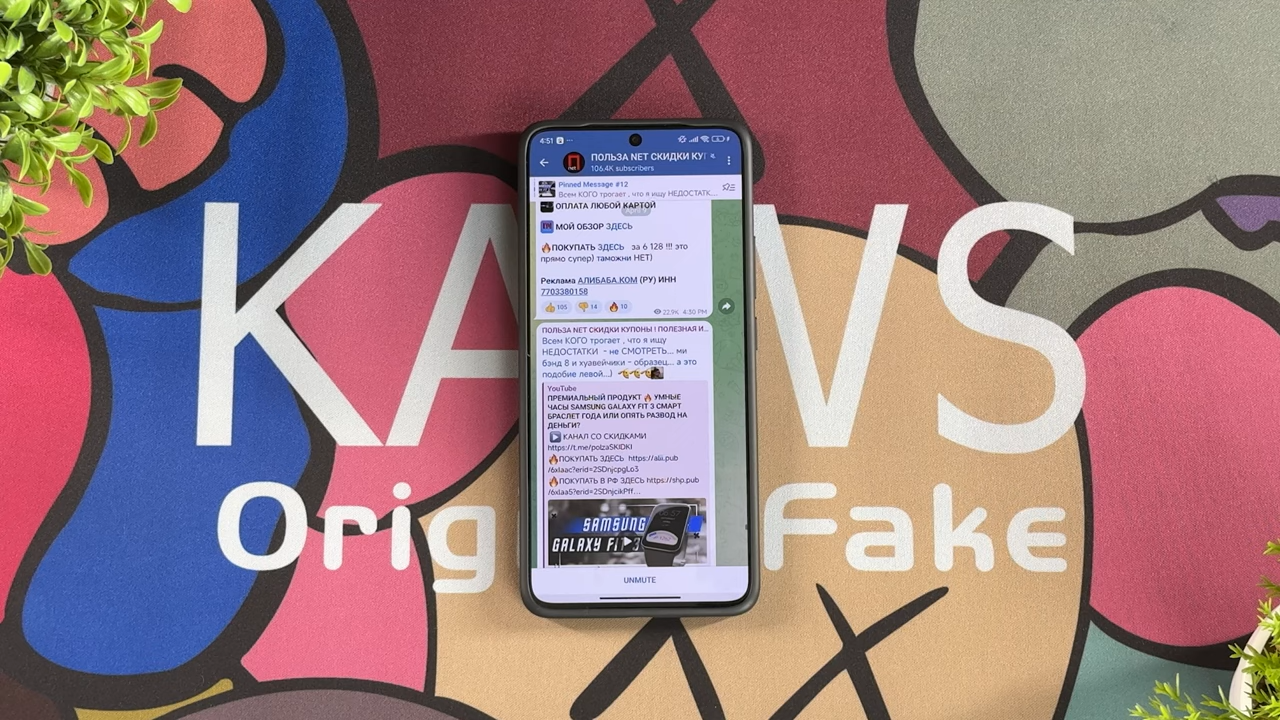 KAWS
Orig Fake
4:51
ПОЛЬЗА NET СКИДКИ КУ
106.4K subscribers
Pinned Message #12
Всем КОГО трогает , что я ищу НЕДОСТАТК...
ОПЛАТА ЛЮБОЙ КАРТОЙ
МОЙ ОБЗОР ЗДЕСЬ
🔥ПОКУПАТЬ ЗДЕСЬ за 6 128 !!! это
прямо супер) таможни НЕТ)
Реклама АЛИБАБА.КОМ (РУ) ИНН
7703380158
👍 105 👎 14 🔥 10
22.9K 4:30 PM
ПОЛЬЗА NET СКИДКИ КУПОНЫ ! ПОЛЕЗНАЯ И...
Всем КОГО трогает , что я ищу
НЕДОСТАТКИ - не СМОТРЕТЬ... ми
бэнд 8 и хуавейчики - образец... а это
подобие левой...)
YouTube
ПРЕМИАЛЬНЫЙ ПРОДУКТ 🔥 УМНЫЕ
ЧАСЫ SAMSUNG GALAXY FIT 3 СМАРТ
БРАСЛЕТ ГОДА ИЛИ ОПЯТЬ РАЗВОД НА
ДЕНЬГИ?
▶️ КАНАЛ СО СКИДКАМИ
https://t.me/polzaSKIDKI
🔥ПОКУПАТЬ ЗДЕСЬ https://alii.pub
/6xlaac?erid=2SDnjcpgLo3
🔥ПОКУПАТЬ В РФ ЗДЕСЬ https://shp.pub
/6xlaa5?erid=2SDnjcikPff...
SAMSUNG
GALAXY FIT 3
UNMUTE